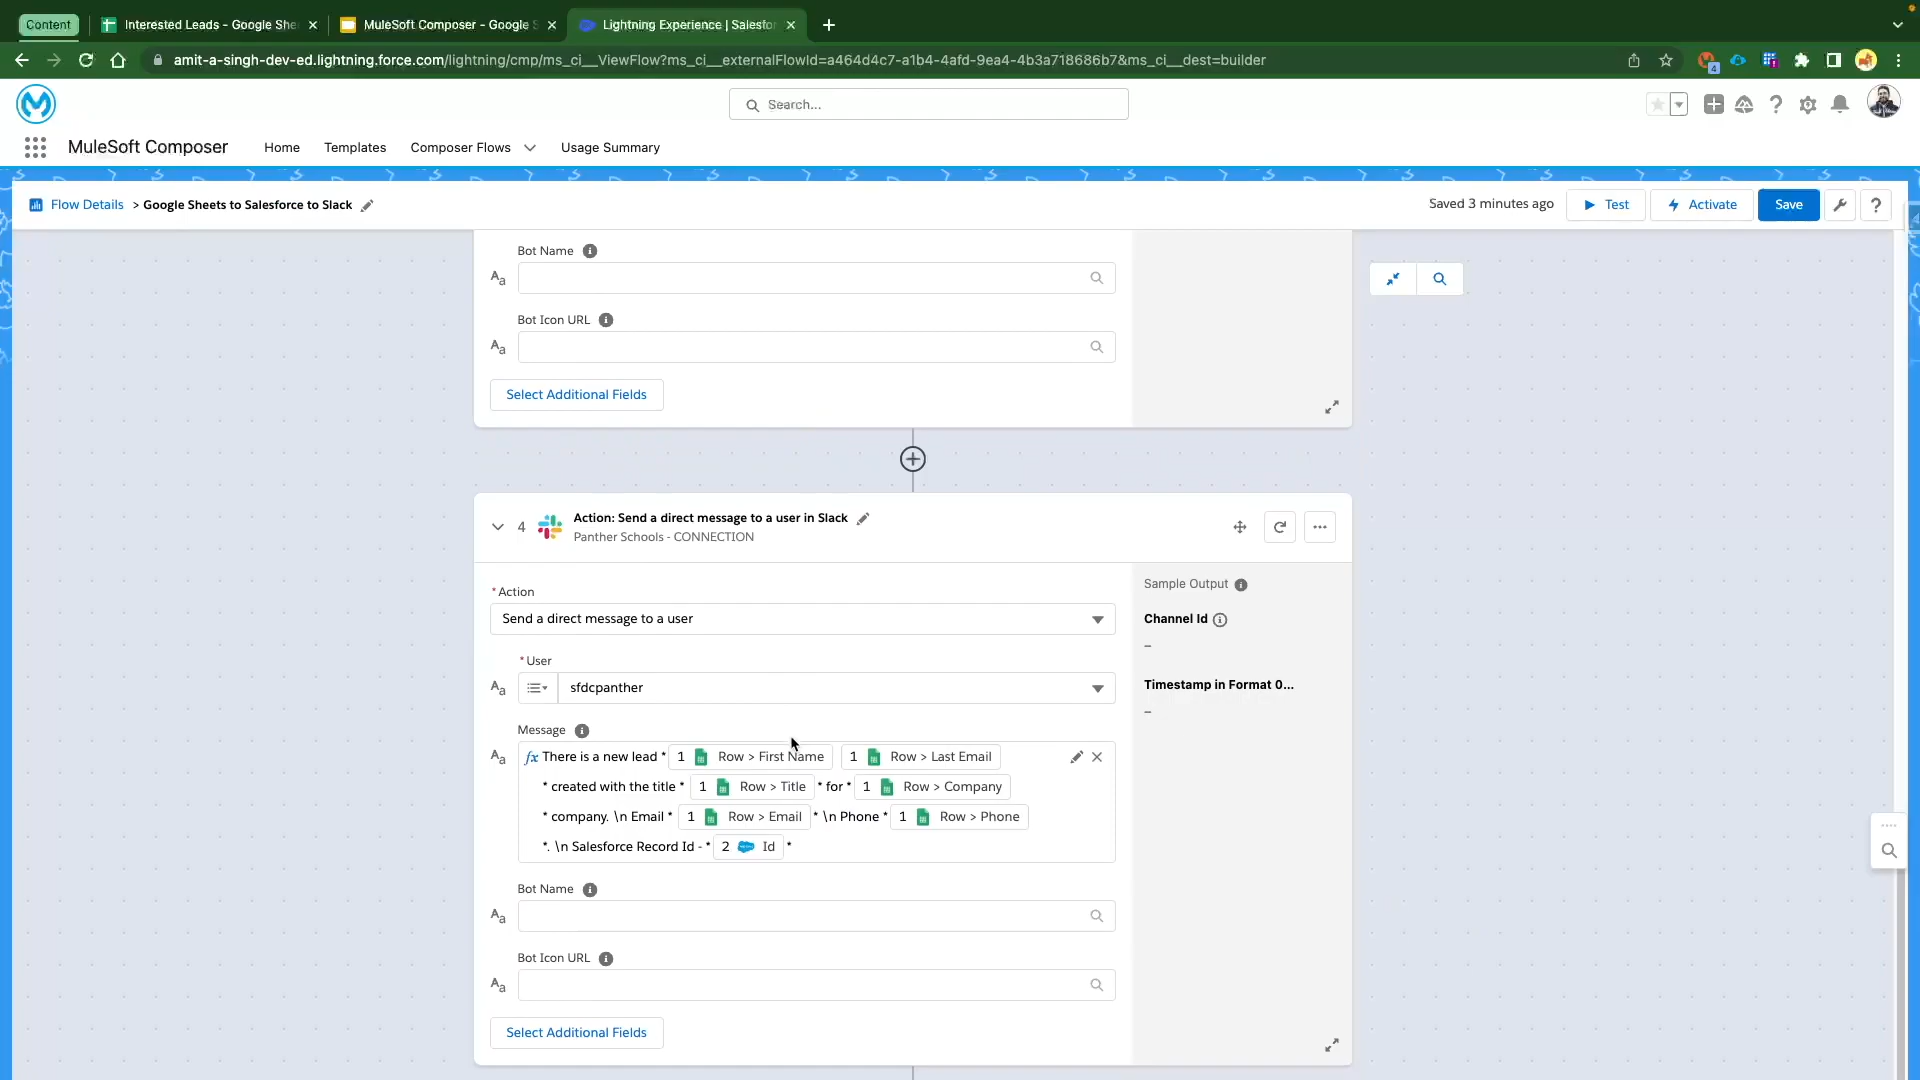 Content
Interested Leads - Google She
MuleSoft Composer - Google S
Lightning Experience | Salesfor
amit-a-singh-dev-ed.lightning.force.com/lightning/cmp/ms_ci__ViewFlow?ms_ci__externalFlowId=a464d4c7-a1b4-4afd-9ea4-4b3a718686b7&ms_ci__dest=builder
4
Search...
MuleSoft Composer
Home
Templates
Composer Flows
Usage Summary
Flow Details > Google Sheets to Salesforce to Slack
Saved 3 minutes ago
Test
Activate
Save
?
Bot Name
Aa
Bot Icon URL
Aa
Select Additional Fields
4
Action: Send a direct message to a user in Slack
Panther Schools - CONNECTION
* Action
Send a direct message to a user
* User
Aa
sfdcpanther
Message
Aa
fx There is a new lead * 1 Row > First Name 1 Row > Last Email
* created with the title * 1 Row > Title * for * 1 Row > Company
* company. \n Email * 1 Row > Email * \n Phone * 1 Row > Phone
*. \n Salesforce Record Id - * 2 Id *
Bot Name
Aa
Bot Icon URL
Aa
Select Additional Fields
Sample Output
Channel Id
–
Timestamp in Format 0...
–